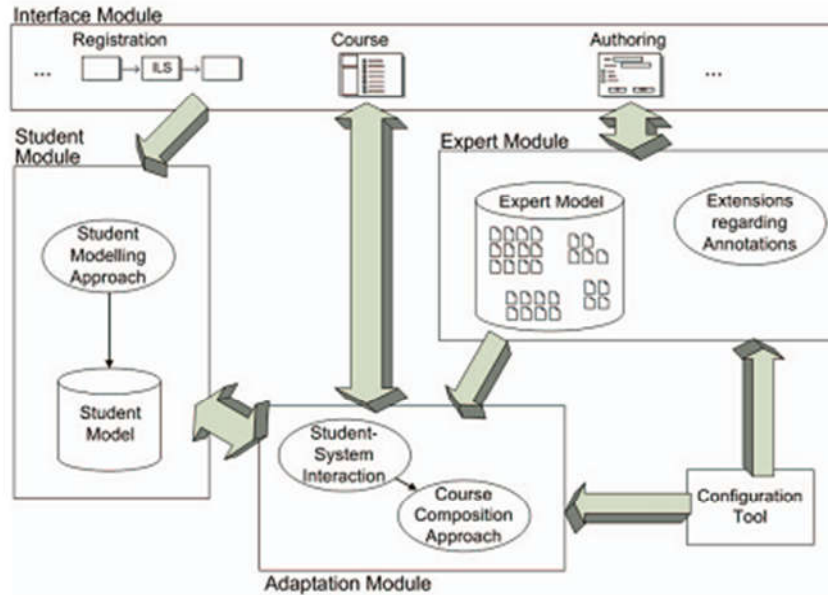 Interface Module
Registration
Course
Authoring
...
ILS
...
Student
Module
Expert Module
Student
Modelling
Approach
Expert Model
Extensions
regarding
Annotations
Student
Model
Student-
System
Interaction
Course
Composition
Approach
Configuration
Tool
Adaptation Module